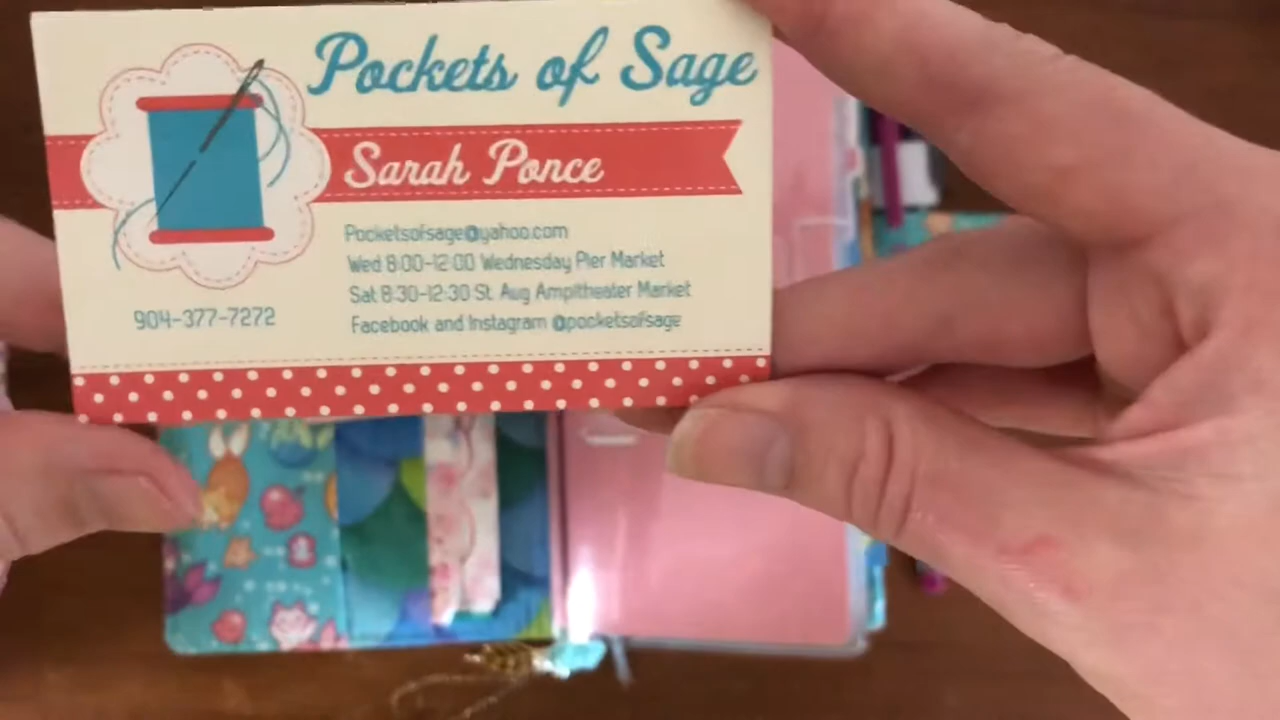 Pockets of Sage
Sarah Ponce
Pocketsofsage@yahoo.com
Wed 8:00-12:00 Wednesday Pier Market
Sat 8:30-12:30 St. Aug Ampitheater Market
Facebook and Instagram @pocketsofsage
904-377-7272